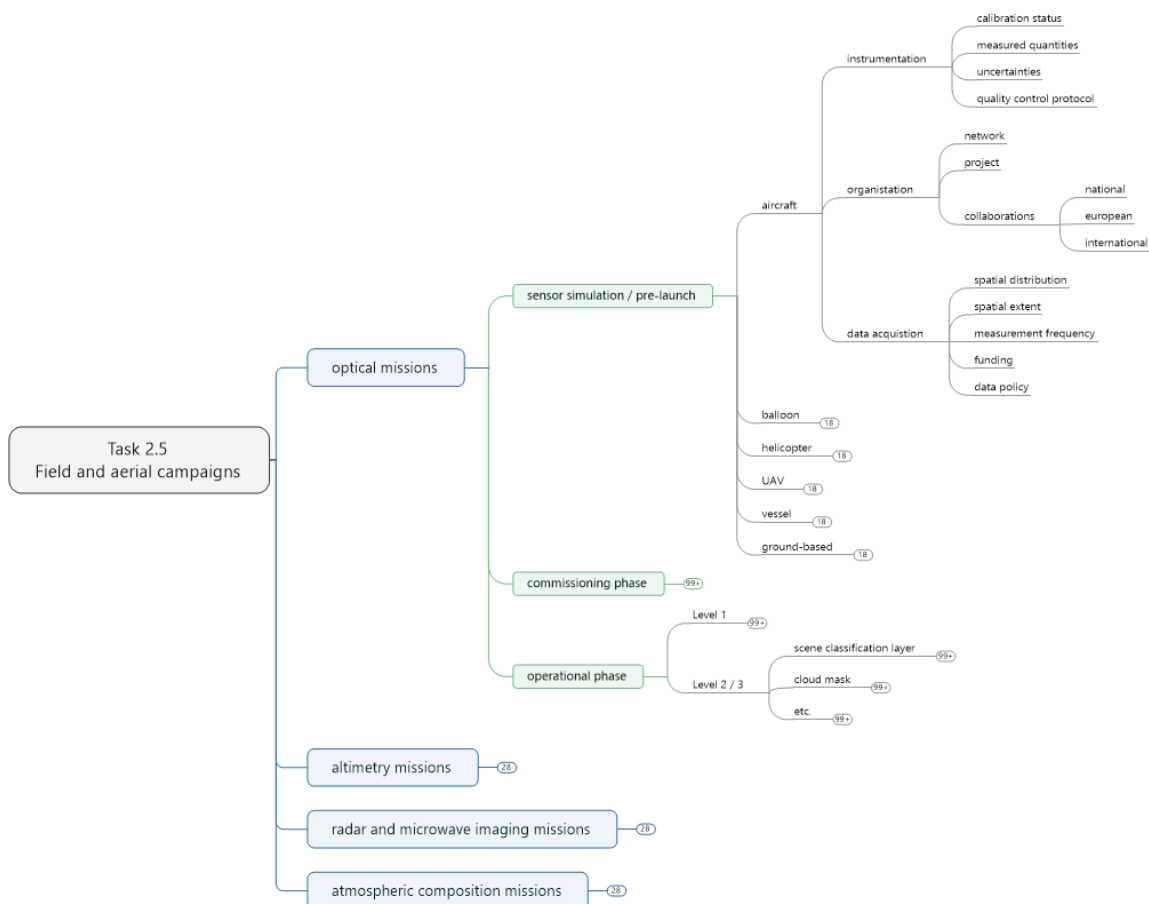 calibration status
measured quantities
instrumentation
uncertainties
quality control protocol
network
project
organistation
national
aircraft
collaborations
european
international
spatial distribution
sensor simulation / pre-launch
spatial extent
data acquistion
measurement frequency
funding
optical missions
data policy
balloon 18
Task 2.5
helicopter 18
Field and aerial campaigns
UAV 18
vessel 18
ground-based 18
commissioning phase 99+
Level 1 99+
scene classification layer 99+
operational phase
Level 2 / 3
cloud mask 99+
etc. 99+
altimetry missions 28
radar and microwave imaging missions 28
atmospheric composition missions 28